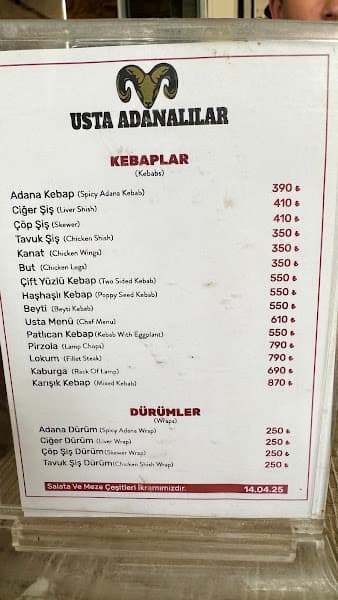 USTA ADANALILAR
KEBAPLAR
(Kebabs)
Adana Kebap (Spicy Adana Kebab) 390 ₺
Ciğer Şiş (Liver Shish) 410 ₺
Çöp Şiş (Skewer) 410 ₺
Tavuk Şiş (Chicken Shish) 350 ₺
Kanat (Chicken Wings) 350 ₺
But (Chicken Legs) 350 ₺
Çift Yüzlü Kebap (Two Sided Kebab) 550 ₺
Haşhaşlı Kebap (Poppy Seed Kebab) 550 ₺
Beyti (Beyti Kebab) 550 ₺
Usta Menü (Chef Menu) 610 ₺
Patlıcan Kebap (Kebab With Eggplant) 550 ₺
Pirzola (Lamp Chops) 790 ₺
Lokum (Fillet Steak) 790 ₺
Kaburga (Rack Of Lamp) 690 ₺
Karışık Kebap (Mixed Kebab) 870 ₺
DÜRÜMLER
(Wraps)
Adana Dürüm (Spicy Adana Wrap) 250 ₺
Ciğer Dürüm (Liver Wrap) 250 ₺
Çöp Şiş Dürüm (Skewer Wrap) 250 ₺
Tavuk Şiş Dürüm (Chicken Shish Wrap) 250 ₺
Salata Ve Meze Çeşitleri İkramımızdır. 14.04.25